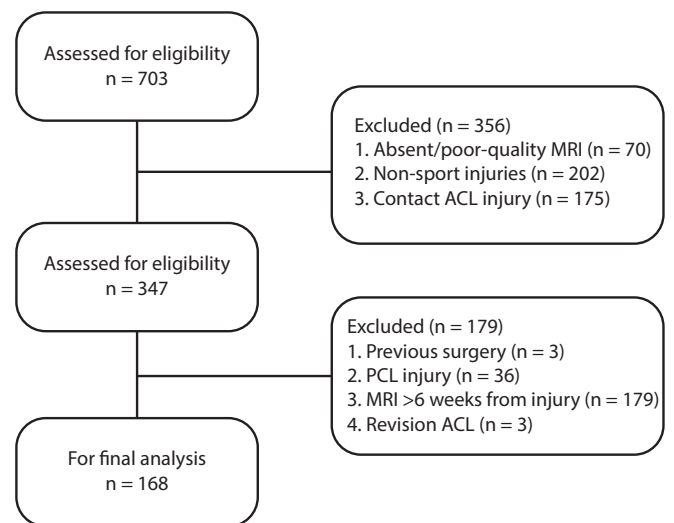 Assessed for eligibility
n = 703
Excluded (n = 356)
1. Absent/poor-quality MRI (n = 70)
2. Non-sport injuries (n = 202)
3. Contact ACL injury (n = 175)
Assessed for eligibility
n = 347
Excluded (n = 179)
1. Previous surgery (n = 3)
2. PCL injury (n = 36)
3. MRI >6 weeks from injury (n = 179)
4. Revision ACL (n = 3)
For final analysis
n = 168